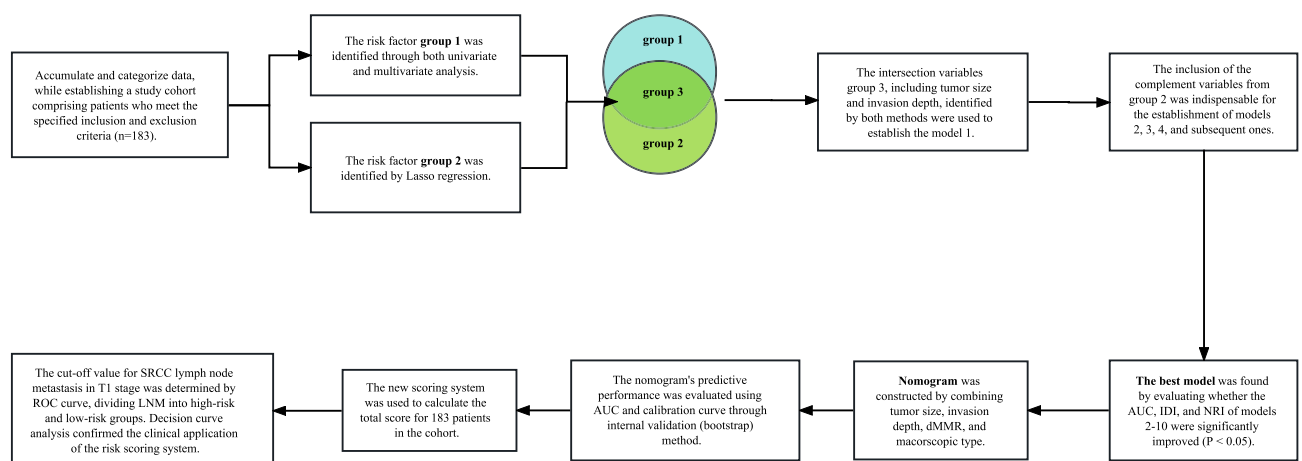 Accumulate and categorize data,
while establishing a study cohort
comprising patients who meet the
specified inclusion and exclusion
criteria (n=183).
The risk factor group 1 was
identified through both univariate
and multivariate analysis.
The risk factor group 2 was
identified by Lasso regression.
group 1
group 3
group 2
The intersection variables
group 3, including tumor size
and invasion depth, identified
by both methods were used to
establish the model 1.
The inclusion of the
complement variables from
group 2 was indispensable for
the establishment of models
2, 3, 4, and subsequent ones.
The best model was found
by evaluating whether the
AUC, IDI, and NRI of models
2-10 were significantly
improved (P < 0.05).
Nomogram was
constructed by combining
tumor size, invasion
depth, dMMR, and
macorscopic type.
The nomogram's predictive
performance was evaluated using
AUC and calibration curve through
internal validation (bootstrap)
method.
The new scoring system
was used to calculate the
total score for 183 patients
in the cohort.
The cut-off value for SRCC lymph node
metastasis in T1 stage was determined by
ROC curve, dividing LNM into high-risk
and low-risk groups. Decision curve
analysis confirmed the clinical application
of the risk scoring system.